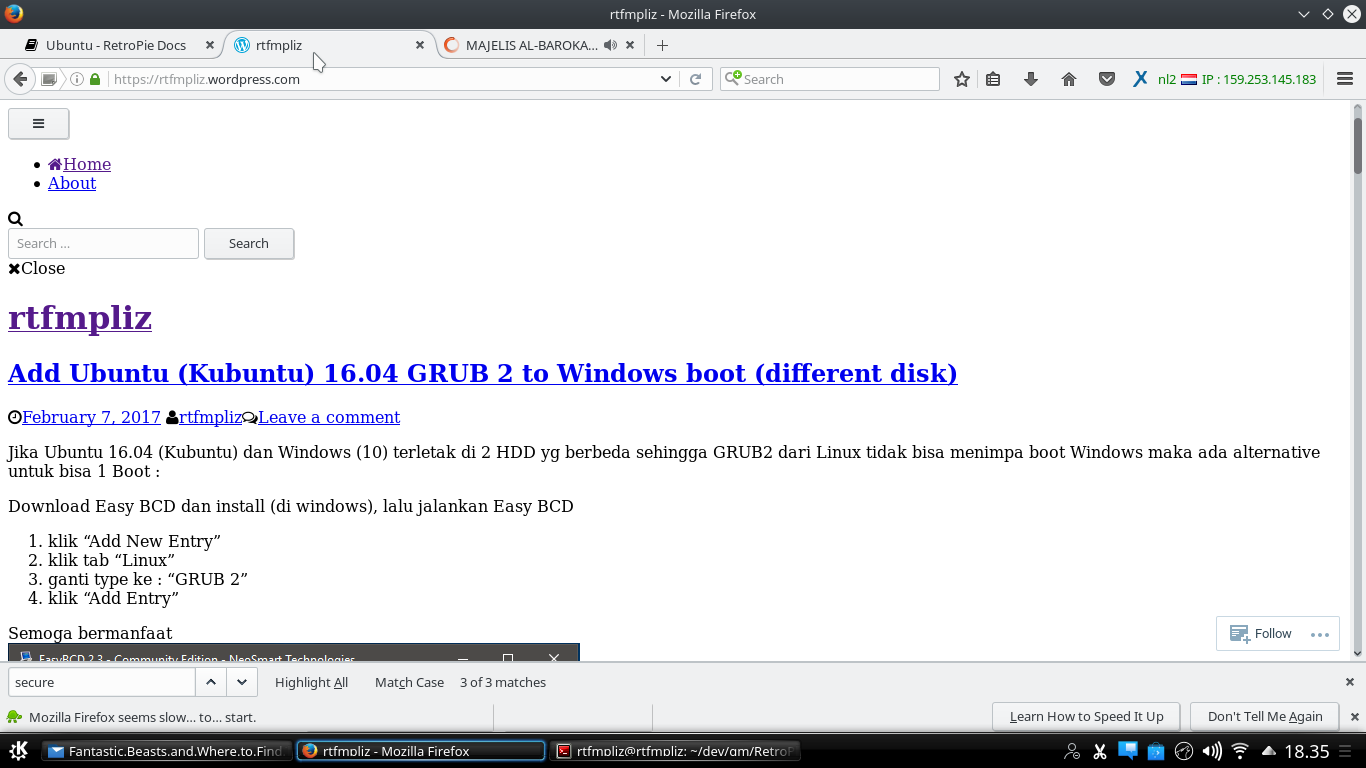 rtfmpliz - Mozilla Firefox
Ubuntu - RetroPie Docs
rtfmpliz
MAJELIS AL-BAROKA...
https://rtfmpliz.wordpress.com
Search
nl2 IP : 159.253.145.183
Home
About
Search ...
Search
Close
rtfmpliz
Add Ubuntu (Kubuntu) 16.04 GRUB 2 to Windows boot (different disk)
February 7, 2017 rtfmpliz Leave a comment
Jika Ubuntu 16.04 (Kubuntu) dan Windows (10) terletak di 2 HDD yg berbeda sehingga GRUB2 dari Linux tidak bisa menimpa boot Windows maka ada alternative
untuk bisa 1 Boot :
Download Easy BCD dan install (di windows), lalu jalankan Easy BCD
1. klik “Add New Entry”
2. klik tab “Linux”
3. ganti type ke : “GRUB 2”
4. klik “Add Entry”
Semoga bermanfaat
Follow
EasyBCD 2.3 - Community Edition - NeoSmart Technologies
secure
Highlight All
Match Case
3 of 3 matches
Mozilla Firefox seems slow... to... start.
Learn How to Speed It Up
Don't Tell Me Again
Fantastic.Beasts.and.Where.to.Find
rtfmpliz - Mozilla Firefox
rtfmpliz@rtfmpliz: ~/dev/gm/RetroP
18.35